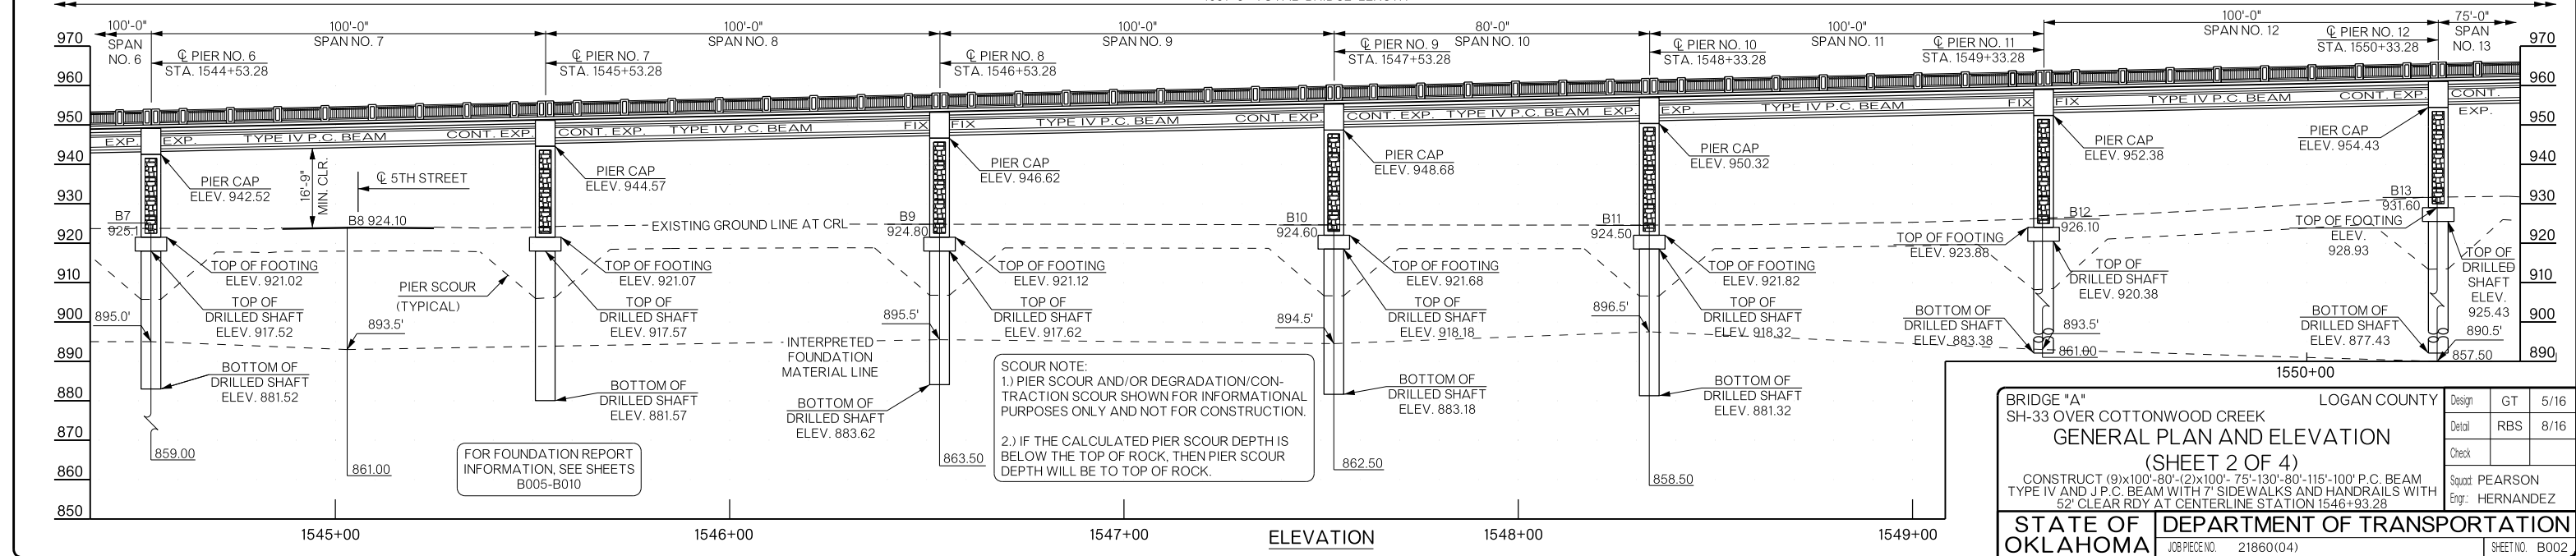 100'-0"
SPAN
NO. 6
100'-0"
SPAN NO. 7
100'-0"
SPAN NO. 8
100'-0"
SPAN NO. 9
80'-0"
SPAN NO. 10
100'-0"
SPAN NO. 11
100'-0"
SPAN NO. 12
75'-0"
SPAN
NO. 13
℄ PIER NO. 6
STA. 1544+53.28
℄ PIER NO. 7
STA. 1545+53.28
℄ PIER NO. 8
STA. 1546+53.28
℄ PIER NO. 9
STA. 1547+53.28
℄ PIER NO. 10
STA. 1548+33.28
℄ PIER NO. 11
STA. 1549+33.28
℄ PIER NO. 12
STA. 1550+33.28
970
960
950
940
930
920
910
900
890
880
870
860
850
970
960
950
940
930
920
910
900
890
EXP. EXP. TYPE IV P.C. BEAM CONT. EXP. CONT. EXP. TYPE IV P.C. BEAM FIX FIX TYPE IV P.C. BEAM CONT. EXP. CONT. EXP. TYPE IV P.C. BEAM EXP. EXP. TYPE IV P.C. BEAM FIX FIX TYPE IV P.C. BEAM CONT. EXP. CONT.
EXP.
PIER CAP
ELEV. 942.52
16'-9"
MIN. CLR.
℄ 5TH STREET
PIER CAP
ELEV. 944.57
PIER CAP
ELEV. 946.62
PIER CAP
ELEV. 948.68
PIER CAP
ELEV. 950.32
PIER CAP
ELEV. 952.38
PIER CAP
ELEV. 954.43
B7
925.1
B8 924.10
EXISTING GROUND LINE AT CRL
B9
924.80
B10
924.60
B11
924.50
B12
926.10
B13
931.60
TOP OF FOOTING
ELEV. 921.02
TOP OF FOOTING
ELEV. 921.07
TOP OF FOOTING
ELEV. 921.12
TOP OF FOOTING
ELEV. 921.68
TOP OF FOOTING
ELEV. 921.82
TOP OF FOOTING
ELEV. 923.88
TOP OF FOOTING
ELEV.
928.93
TOP OF
DRILLED SHAFT
ELEV. 917.52
PIER SCOUR
(TYPICAL)
TOP OF
DRILLED SHAFT
ELEV. 917.57
TOP OF
DRILLED SHAFT
ELEV. 917.62
TOP OF
DRILLED SHAFT
ELEV. 918.18
TOP OF
DRILLED SHAFT
ELEV. 918.32
TOP OF
DRILLED SHAFT
ELEV. 920.38
TOP OF
DRILLED
SHAFT
ELEV.
925.43
895.0'
893.5'
895.5'
894.5'
896.5'
893.5'
890.5'
INTERPRETED
FOUNDATION
MATERIAL LINE
BOTTOM OF
DRILLED SHAFT
ELEV. 881.52
BOTTOM OF
DRILLED SHAFT
ELEV. 881.57
BOTTOM OF
DRILLED SHAFT
ELEV. 883.62
BOTTOM OF
DRILLED SHAFT
ELEV. 883.18
BOTTOM OF
DRILLED SHAFT
ELEV. 881.32
BOTTOM OF
DRILLED SHAFT
ELEV. 883.38
BOTTOM OF
DRILLED SHAFT
ELEV. 877.43
859.00
861.00
863.50
862.50
858.50
861.00
857.50
FOR FOUNDATION REPORT
INFORMATION, SEE SHEETS
B005-B010
SCOUR NOTE:
1.) PIER SCOUR AND/OR DEGRADATION/CON-
TRACTION SCOUR SHOWN FOR INFORMATIONAL
PURPOSES ONLY AND NOT FOR CONSTRUCTION.
2.) IF THE CALCULATED PIER SCOUR DEPTH IS
BELOW THE TOP OF ROCK, THEN PIER SCOUR
DEPTH WILL BE TO TOP OF ROCK.
1545+00
1546+00
1547+00
ELEVATION
1548+00
1549+00
1550+00
BRIDGE "A" LOGAN COUNTY
SH-33 OVER COTTONWOOD CREEK
GENERAL PLAN AND ELEVATION
(SHEET 2 OF 4)
CONSTRUCT (9)x100'-80'-(2)x100'- 75'-130'-80'-115'-100' P.C. BEAM
TYPE IV AND J P.C. BEAM WITH 7' SIDEWALKS AND HANDRAILS WITH
52' CLEAR RDY AT CENTERLINE STATION 1546+93.28
Design GT 5/16
Detail RBS 8/16
Check
Squad: PEARSON
Engr.: HERNANDEZ
STATE OF
OKLAHOMA
DEPARTMENT OF TRANSPORTATION
JOB PIECE NO. 21860(04) SHEET NO. B002